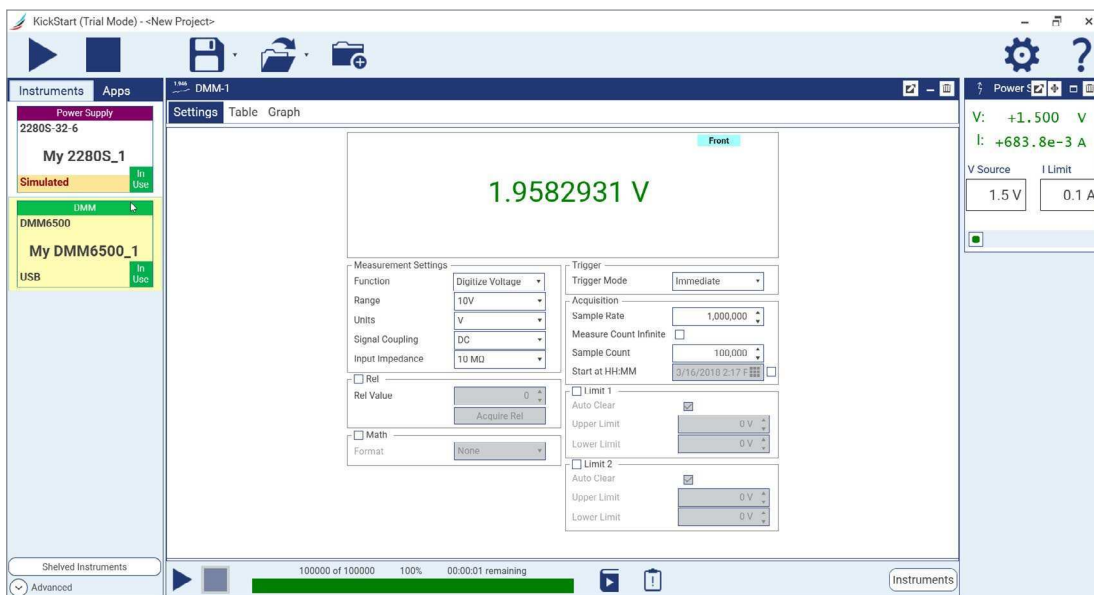 KickStart (Trial Mode) - <New Project>
Instruments Apps
Power Supply
2280S-32-6
My 2280S_1
Simulated
In Use
DMM
DMM6500
My DMM6500_1
USB
In Use
Shelved Instruments
Advanced
DMM-1
Settings Table Graph
Front
1.9582931 V
Measurement Settings
Function Digitize Voltage
Range 10V
Units V
Signal Coupling DC
Input Impedance 10 MΩ
Rel
Rel Value 0
Acquire Rel
Math
Format None
Trigger
Trigger Mode Immediate
Acquisition
Sample Rate 1,000,000
Measure Count Infinite
Sample Count 100,000
Start at HH:MM 3/16/2018 2:17 F
Limit 1
Auto Clear
Upper Limit 0 V
Lower Limit 0 V
Limit 2
Auto Clear
Upper Limit 0 V
Lower Limit 0 V
100000 of 100000 100% 00:00:01 remaining
Instruments
Power S
V: +1.500 V
I: +683.8e-3 A
V Source I Limit
1.5 V 0.1 A